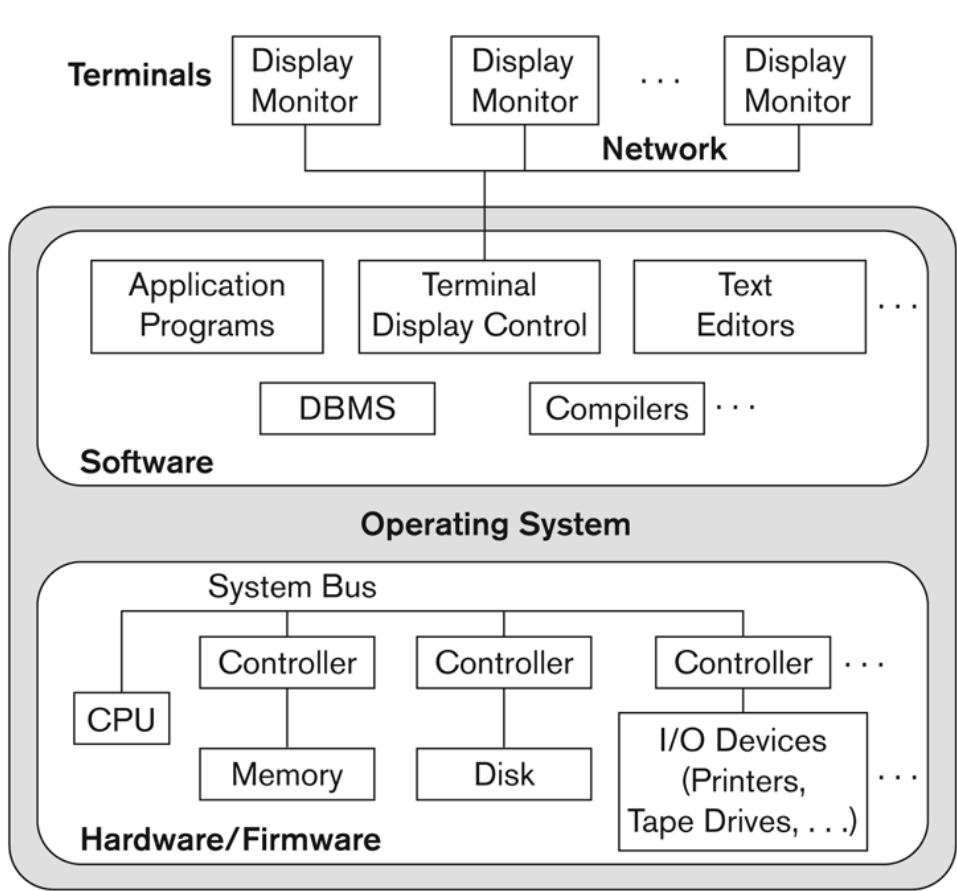 Terminals
Display
Monitor
Display
Monitor
. . .
Display
Monitor
Network
Application
Programs
Terminal
Display Control
Text
Editors
. . .
DBMS
Compilers
. . .
Software
Operating System
System Bus
Controller
Controller
Controller
. . .
CPU
Memory
Disk
I/O Devices
(Printers,
Tape Drives, . . .)
. . .
Hardware/Firmware